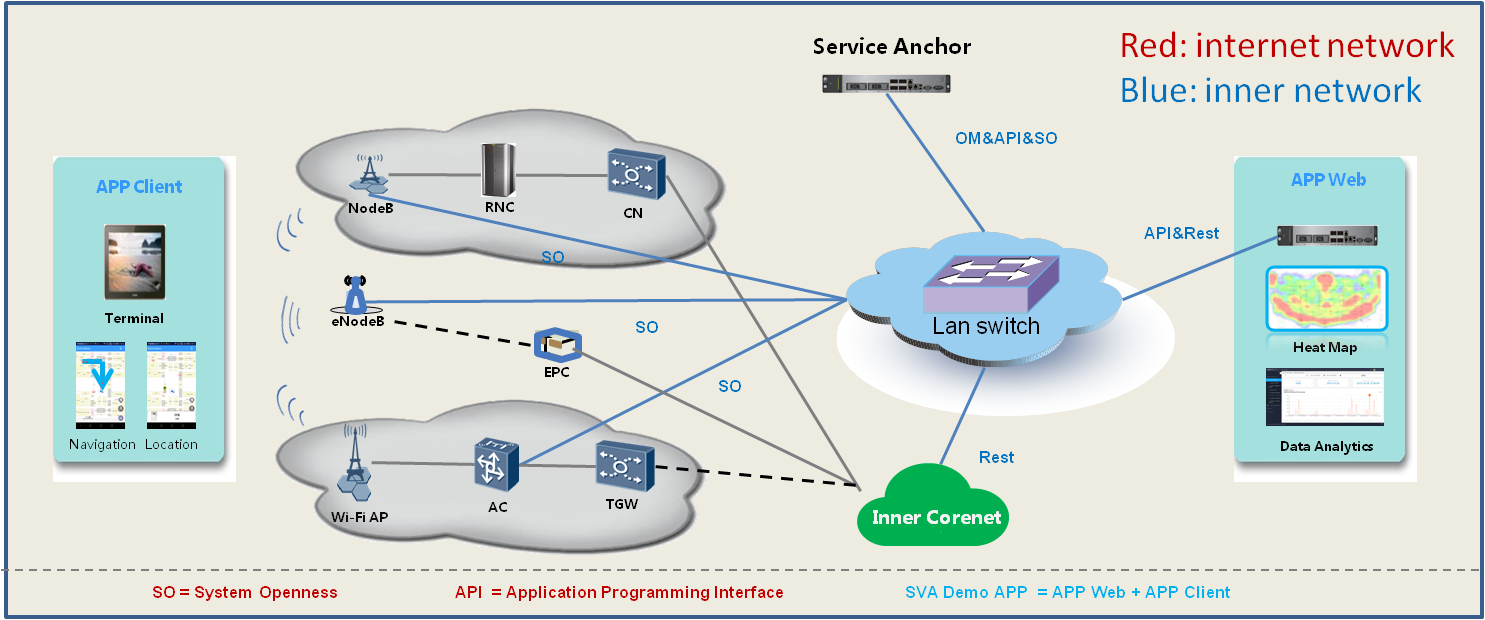 Service Anchor
Red: internet network
Blue: inner network
OM&API&SO
APP Client
Terminal
Navigation Location
NodeB
RNC
CN
SO
eNodeB
SO
EPC
SO
Wi-Fi AP
AC
TGW
Lan switch
API&Rest
Rest
Inner Corenet
APP Web
Heat Map
Data Analytics
SO = System Openness
API = Application Programming Interface
SVA Demo APP = APP Web + APP Client